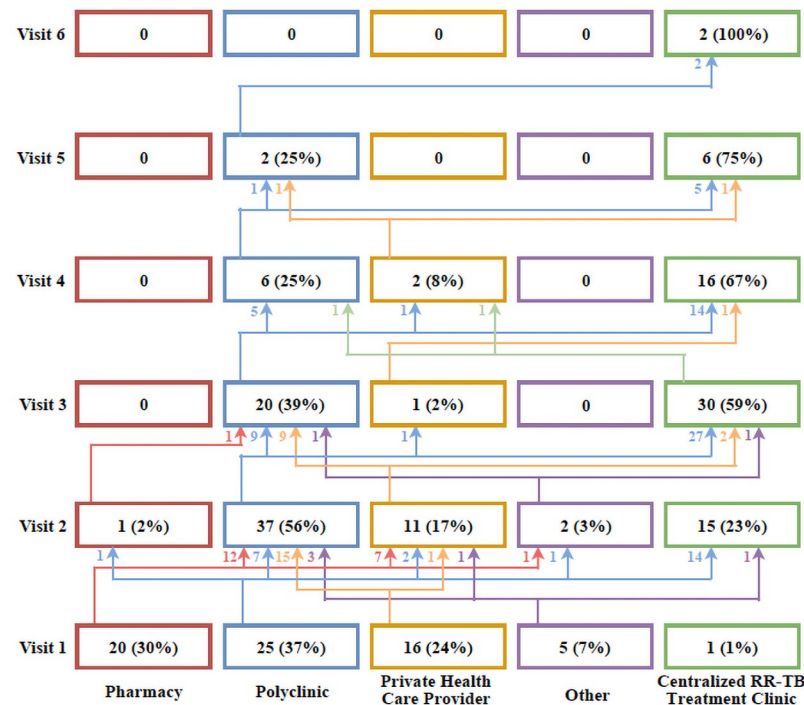 Visit 6 0 0 0 0 2 (100%)
2
Visit 5 0 2 (25%) 0 0 6 (75%)
1 1 5 1
Visit 4 0 6 (25%) 2 (8%) 0 16 (67%)
5 1 1 1 14 1
Visit 3 0 20 (39%) 1 (2%) 0 30 (59%)
1 9 9 1 1 27 2 1
Visit 2 1 (2%) 37 (56%) 11 (17%) 2 (3%) 15 (23%)
1 12 7 15 3 7 2 1 1 1 1 14 1
Visit 1 20 (30%) 25 (37%) 16 (24%) 5 (7%) 1 (1%)
Pharmacy Polyclinic Private Health Other Centralized RR-TB
Care Provider Treatment Clinic